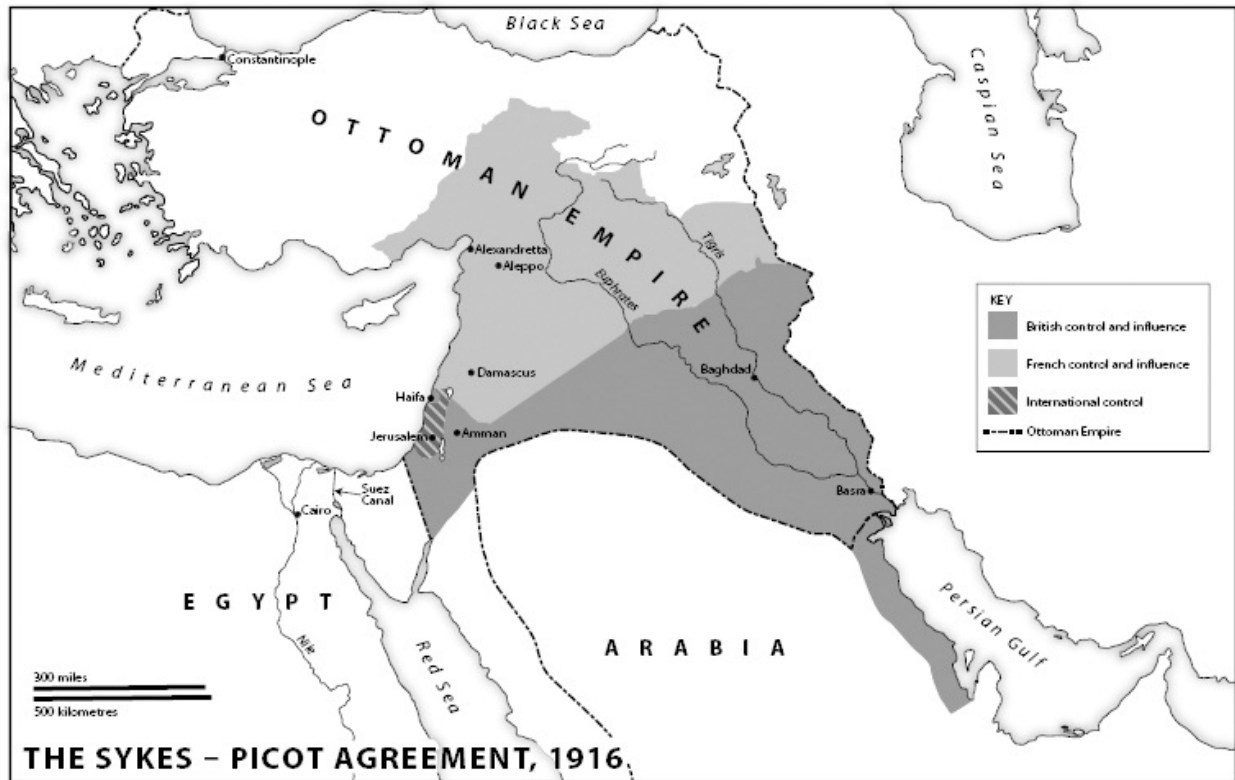 Black Sea
Constantinople
Caspian Sea
OTTOMAN EMPIRE
Tigris
Alexandretta
Aleppo
Euphrates
KEY
British control and influence
French control and influence
International control
Ottoman Empire
Mediterranean Sea
Damascus
Baghdad
Haifa
Jerusalem
Amman
Suez
Canal
Basra
Cairo
EGYPT
Nile
Red Sea
ARABIA
Persian Gulf
300 miles
500 kilometres
THE SYKES – PICOT AGREEMENT, 1916